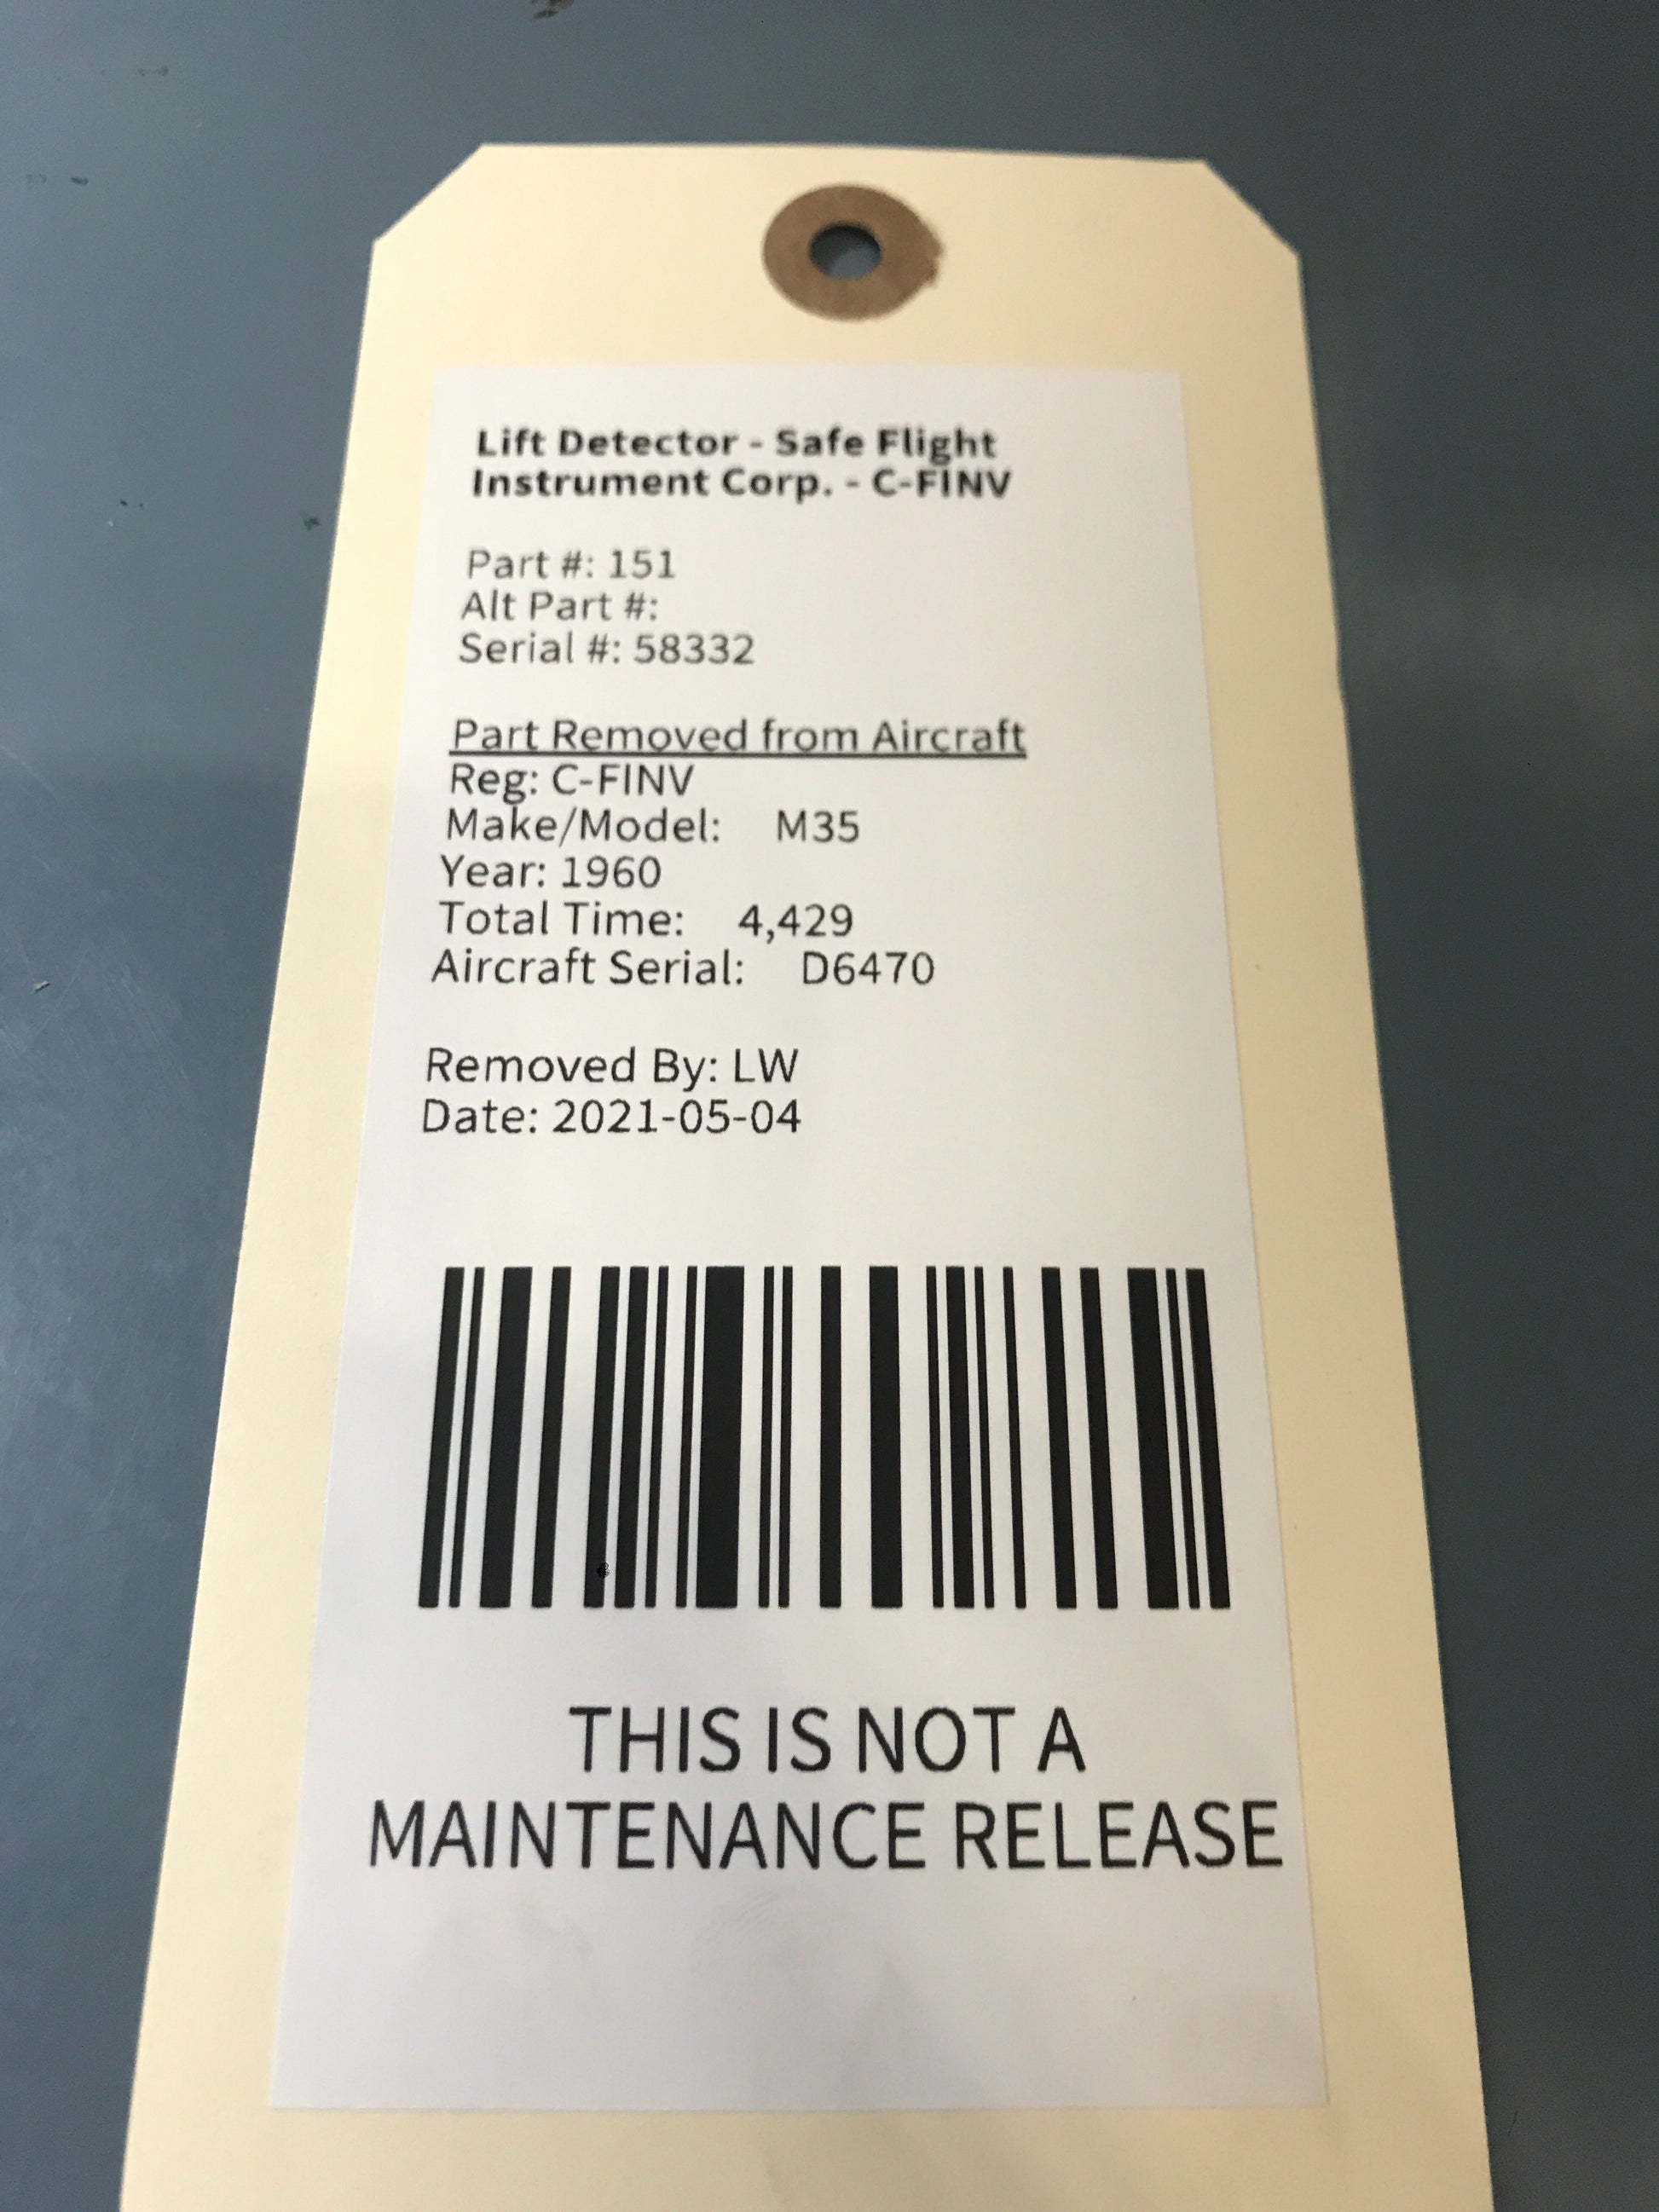 Lift Detector - Safe Flight
Instrument Corp. - C-FINV
Part #: 151
Alt Part #:
Serial #: 58332
Part Removed from Aircraft
Reg: C-FINV
Make/Model: M35
Year: 1960
Total Time: 4,429
Aircraft Serial: D6470
Removed By: LW
Date: 2021-05-04
THIS IS NOT A
MAINTENANCE RELEASE